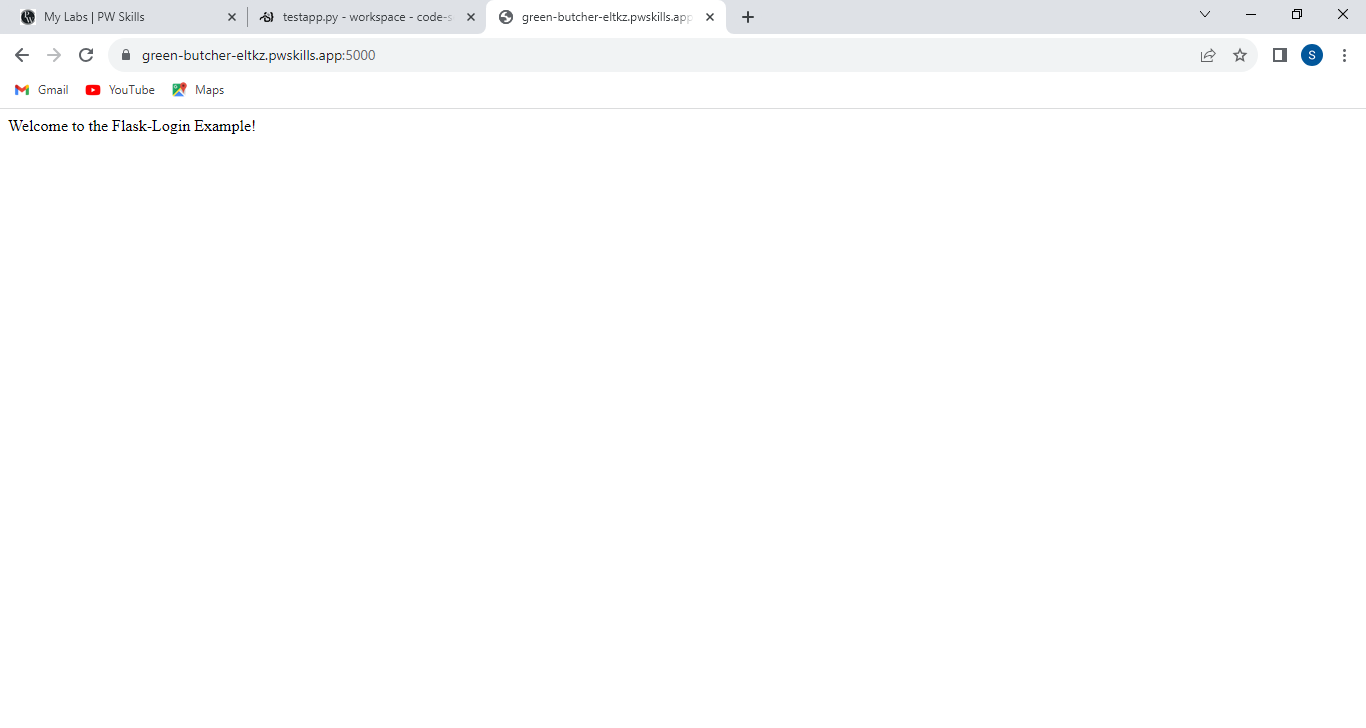 My Labs | PW Skills
testapp.py - workspace - code-s
green-butcher-eltkz.pwskills.app
green-butcher-eltkz.pwskills.app:5000
S
Gmail
YouTube
Maps
Welcome to the Flask-Login Example!